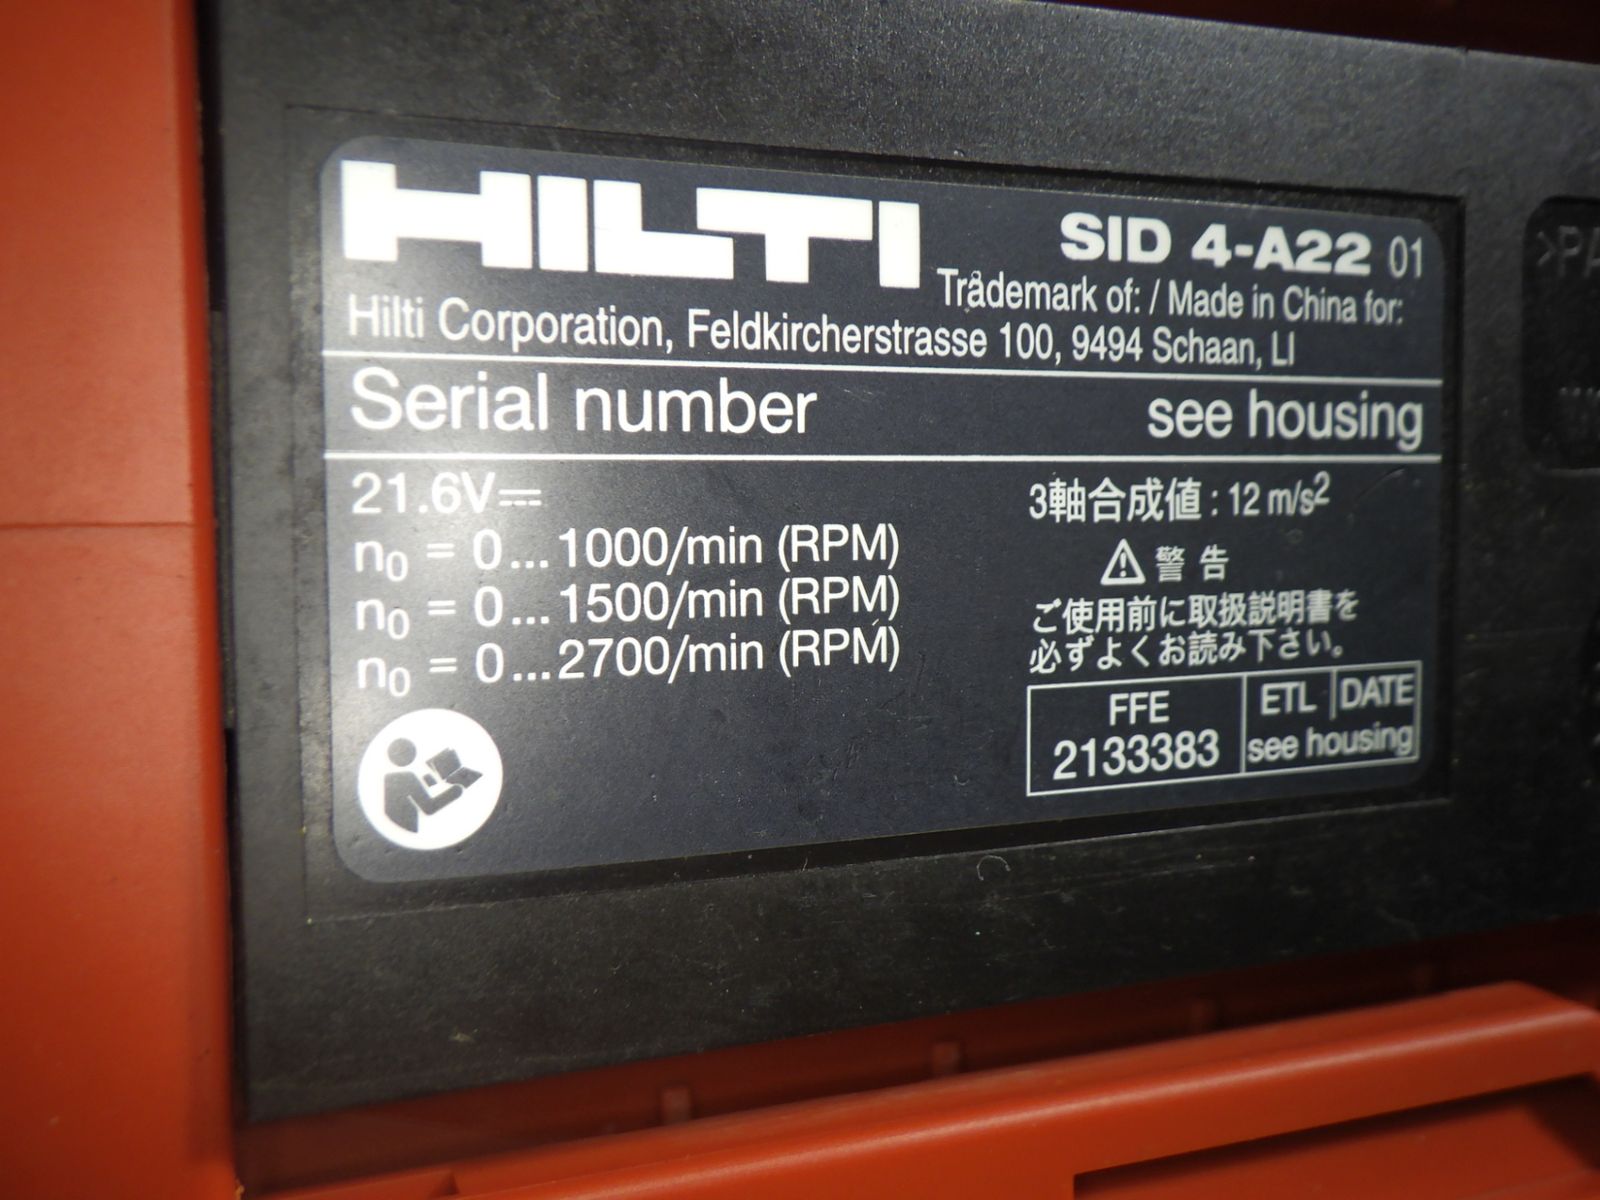 HILTI
SID 4-A22 01
Trademark of: / Made in China for:
Hilti Corporation, Feldkircherstrasse 100, 9494 Schaan, LI
Serial number see housing
21.6V⎓
n₀ = 0...1000/min (RPM)
n₀ = 0...1500/min (RPM)
n₀ = 0...2700/min (RPM)
3軸合成値 : 12 m/s²
⚠ 警告
ご使用前に取扱説明書を
必ずよくお読み下さい。
FFE
2133383
ETL DATE
see housing